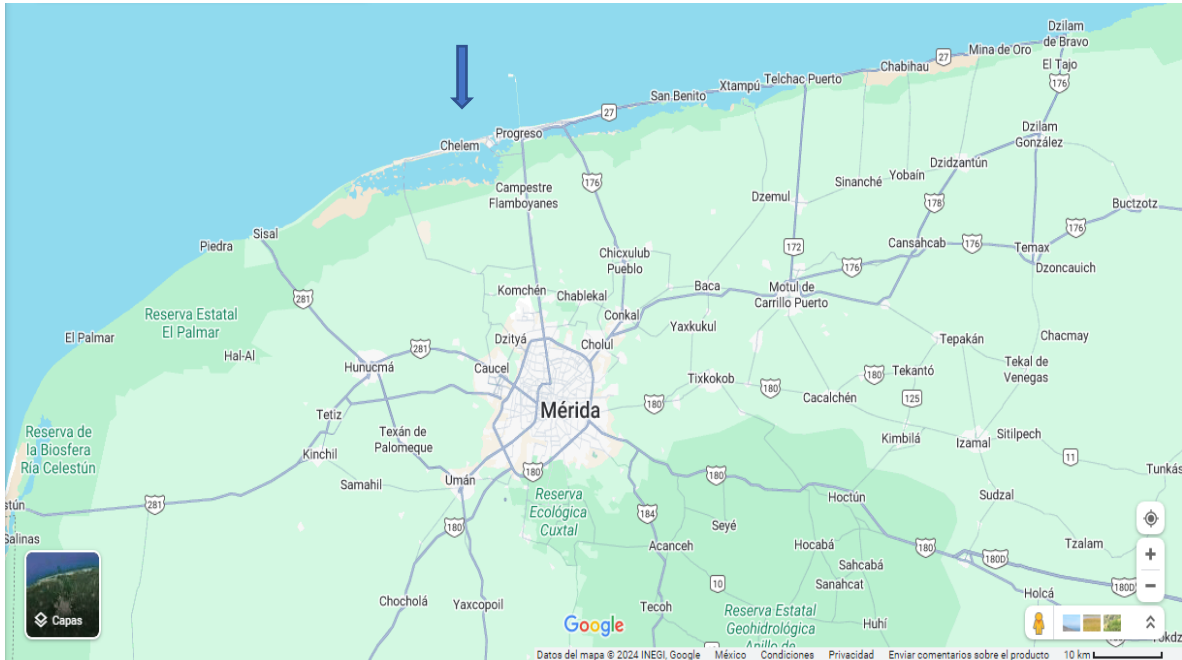 Dzilam
de Bravo
Mina de Oro
27
Chabihau
El Tajo
Telchac Puerto
176
Xtampú
San Benito
27
Progreso
Chelem
Dzilam
González
Dzidzantún
Yobaín
Sinanché
176
Campestre
Flamboyanes
Dzemul
178
Buctzotz
176
Sisal
Piedra
172
Cansahcab
176
Temax
Chicxulub
Pueblo
176
Dzoncauich
Komchén
Chablekal
Baca
Motul de
Carrillo Puerto
281
Reserva Estatal
El Palmar
Conkal
Yaxkukul
El Palmar
Dzityá
Cholul
Tepakán
Chacmay
Hal-Al
281
Hunucmá
Caucel
Tixkokob
180
180
Tekantó
Tekal de
Venegas
180
125
Cacalchén
Tetiz
Mérida
Reserva de
la Biosfera
Ría Celestún
Texán de
Palomeque
Kimbilá
Izamal
Sitilpech
Kinchil
11
Samahil
Umán
180
180
Tunkás
281
stún
Reserva
Ecológica
Cuxtal
Hoctún
Sudzal
184
Salinas
180
Seyé
Acanceh
Hocabá
180
180D
Tzalam
Sahcabá
10
Sanahcat
180D
Holcá
Chocholá
Yaxcopoil
Tecoh
Reserva Estatal
Geohidrológica
Anillo de
Huhí
Capas
Google
Yokdz
Datos del mapa © 2024 INEGI, Google México Condiciones Privacidad Enviar comentarios sobre el producto 10 km